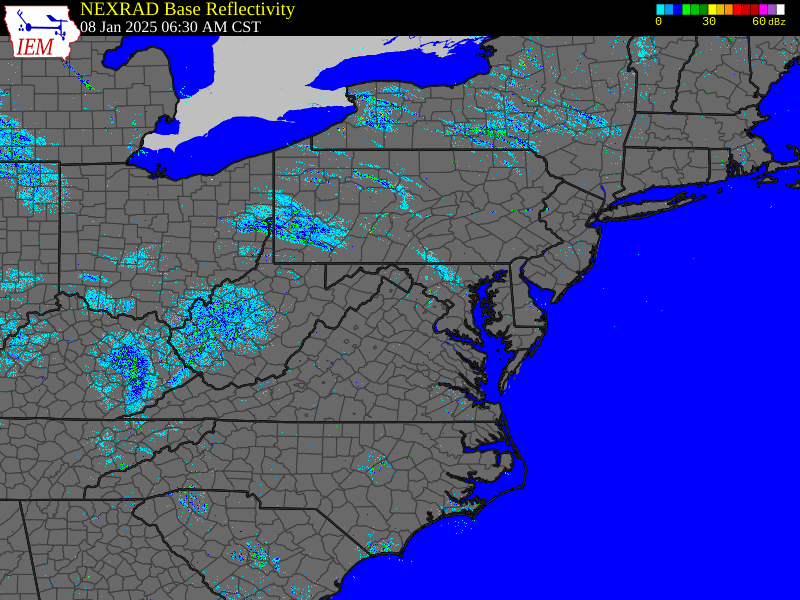 IEM
NEXRAD Base Reflectivity
08 Jan 2025 06:30 AM CST
0 30 60 dBz